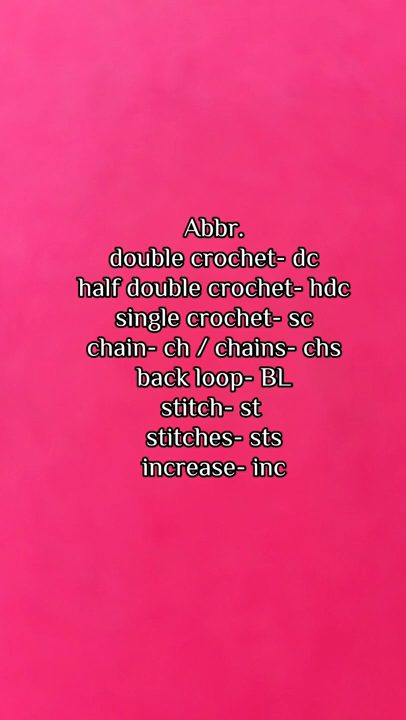 Abbr.
double crochet- dc
half double crochet- hdc
single crochet- sc
chain- ch / chains- chs
back loop- BL
stitch- st
stitches- sts
increase- inc